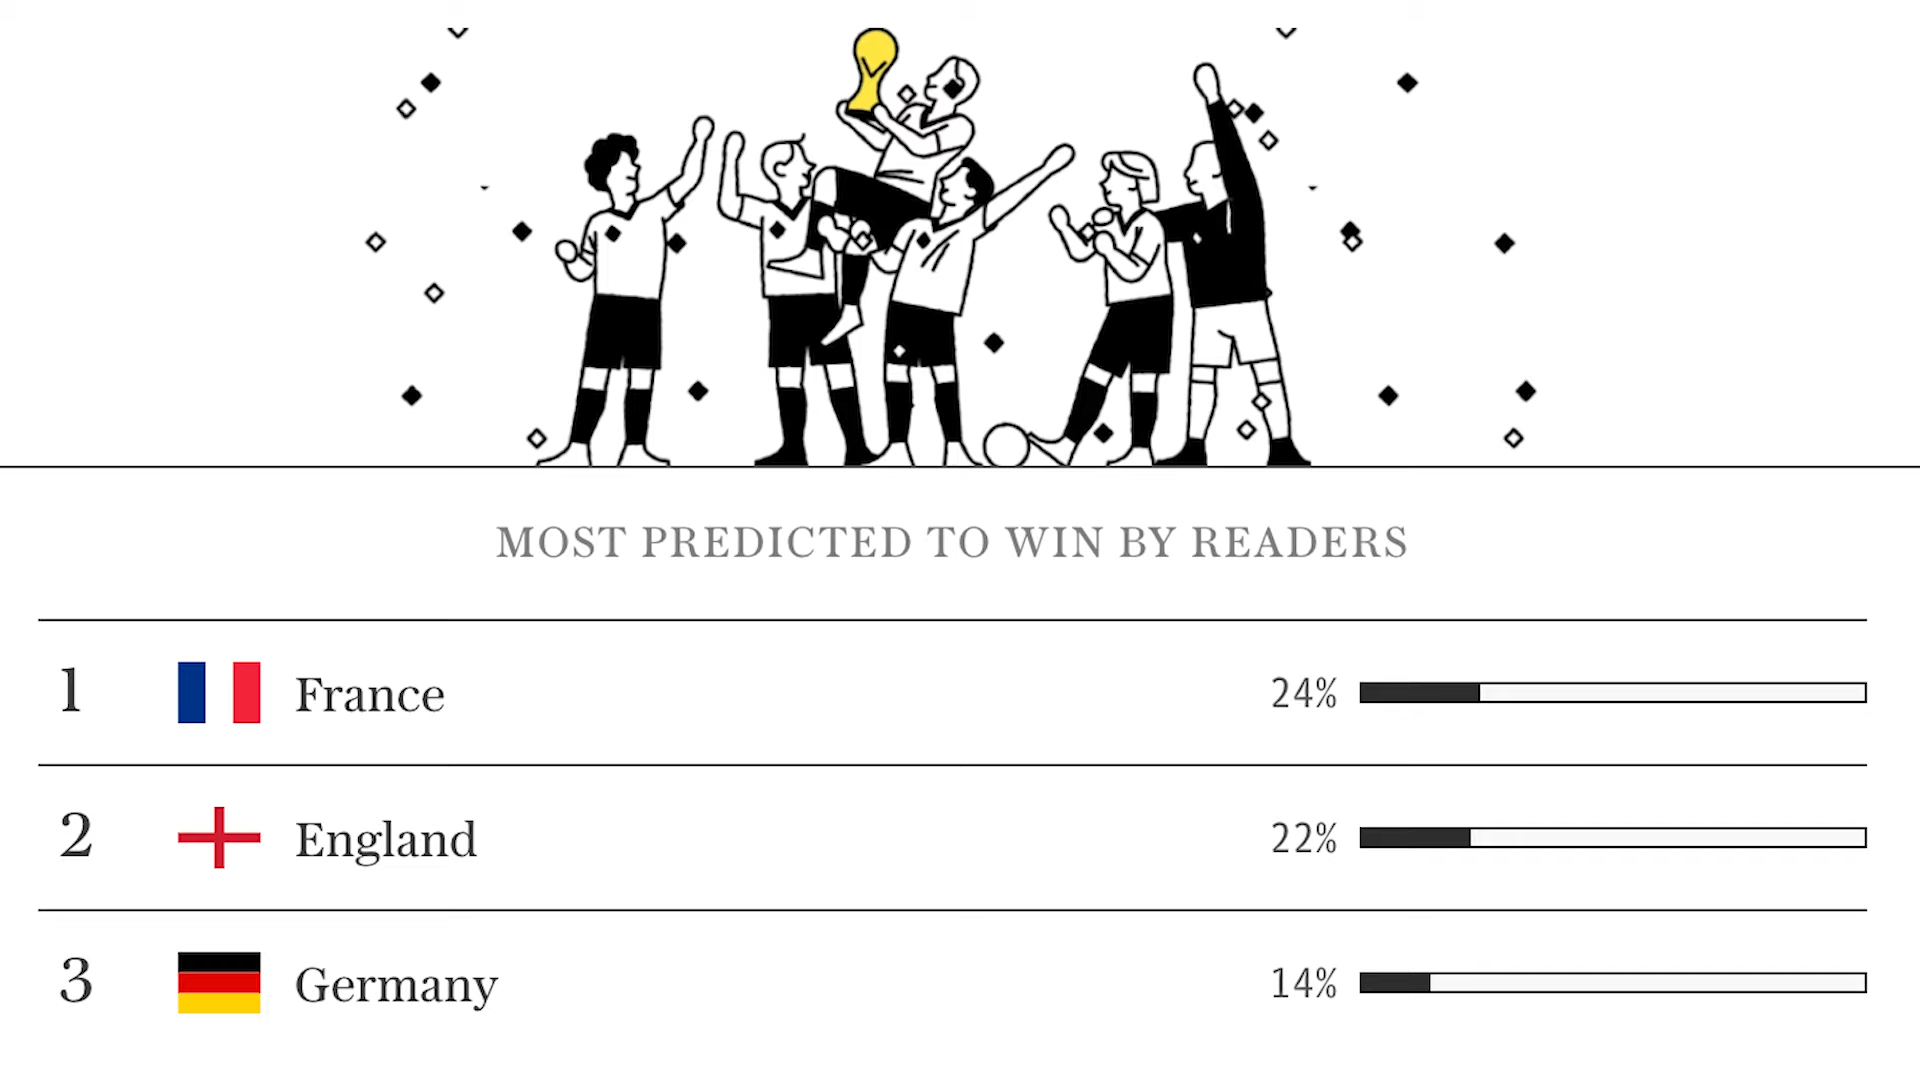 MOST PREDICTED TO WIN BY READERS
1 France 24%
2 England 22%
3 Germany 14%